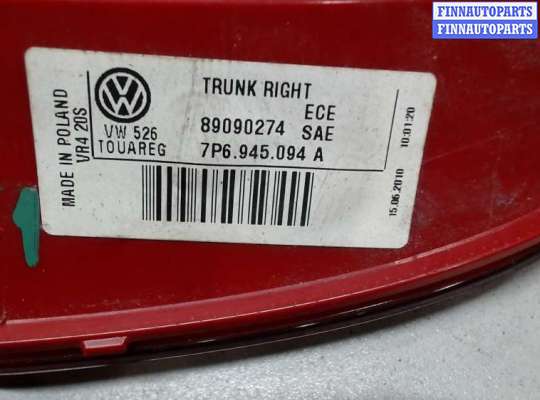 FINNAUTOPARTS
FINNAUTOPARTS
TRUNK RIGHT
ECE
VW 526
89090274 SAE
TOUAREG
7P6.945.094 A
MADE IN POLAND
VR4 20S
15.06.2010
10:01:20